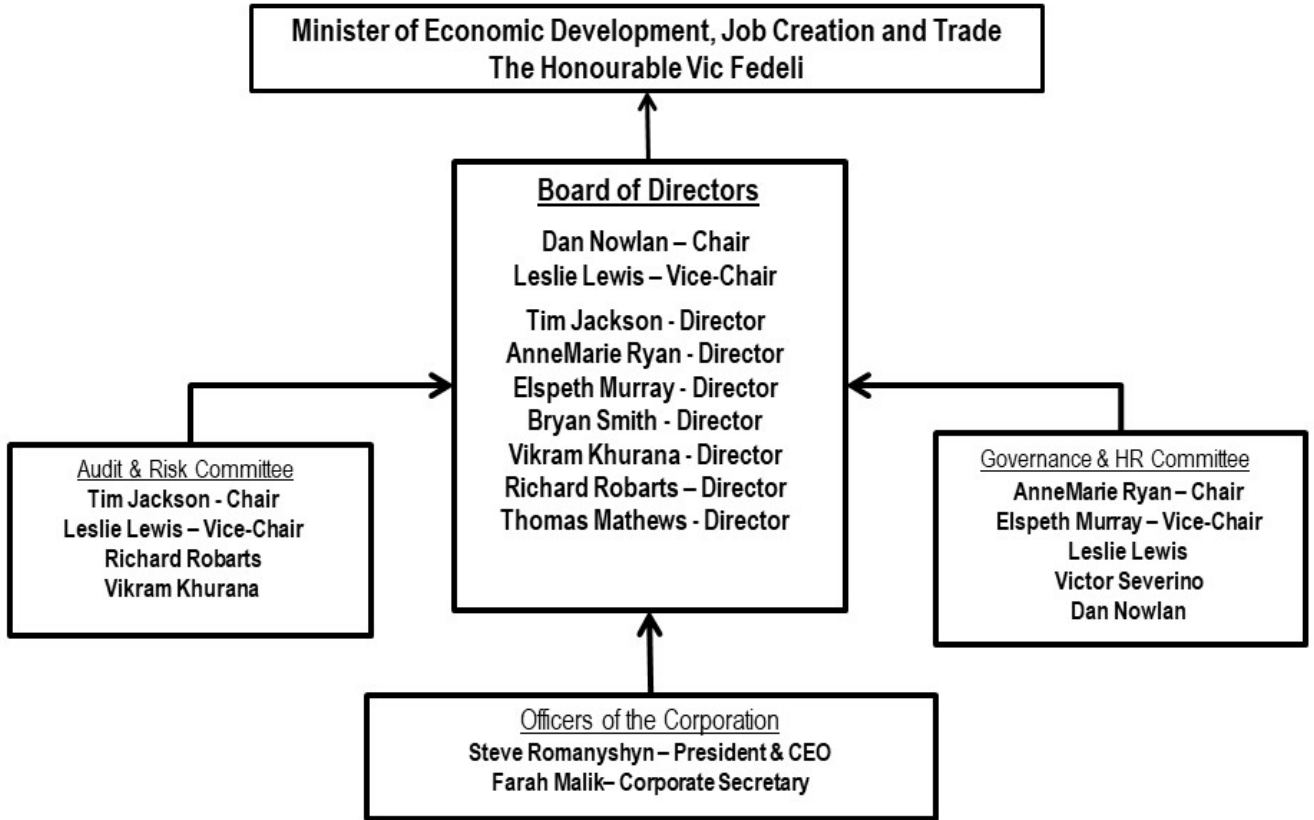 Minister of Economic Development, Job Creation and Trade
The Honourable Vic Fedeli
Board of Directors
Dan Nowlan – Chair
Leslie Lewis – Vice-Chair
Tim Jackson - Director
AnneMarie Ryan - Director
Elspeth Murray - Director
Bryan Smith - Director
Vikram Khurana - Director
Richard Robarts – Director
Thomas Mathews - Director
Audit & Risk Committee
Tim Jackson - Chair
Leslie Lewis – Vice-Chair
Richard Robarts
Vikram Khurana
Governance & HR Committee
AnneMarie Ryan – Chair
Elspeth Murray – Vice-Chair
Leslie Lewis
Victor Severino
Dan Nowlan
Officers of the Corporation
Steve Romanyshyn – President & CEO
Farah Malik– Corporate Secretary